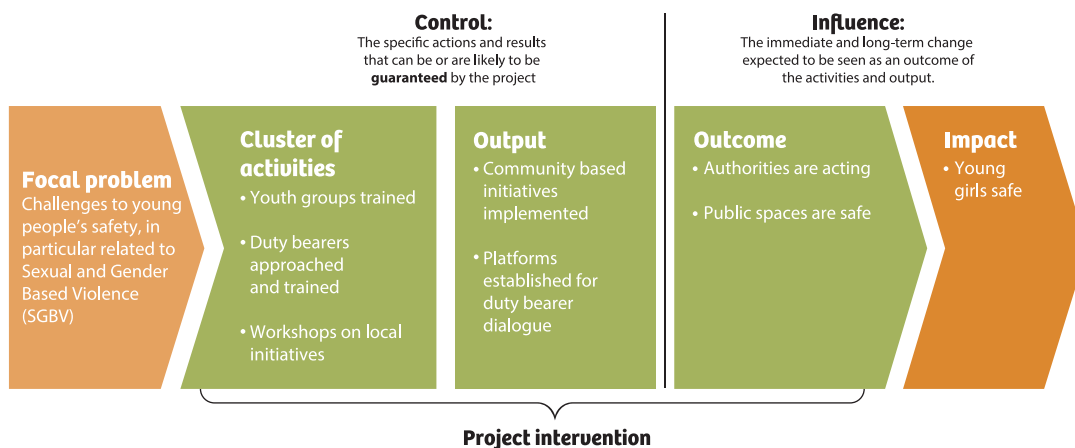 Control:
The specific actions and results
that can be or are likely to be
guaranteed by the project
Influence:
The immediate and long-term change
expected to be seen as an outcome of
the activities and output.
Focal problem
Challenges to young
people's safety, in
particular related to
Sexual and Gender
Based Violence
(SGBV)
Cluster of
activities
• Youth groups trained
• Duty bearers
approached
and trained
• Workshops on local
initiatives
Output
• Community based
initiatives
implemented
• Platforms
established for
duty bearer
dialogue
Outcome
• Authorities are acting
• Public spaces are safe
Impact
• Young
girls safe
Project intervention